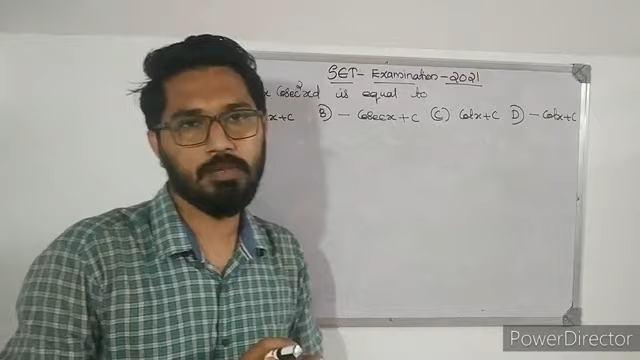 SET- Examination-2021
x Cosec²xd is equal to
x+C B) - Cosecx + C (C) Cotx + C D) - Cotx + C
PowerDirector